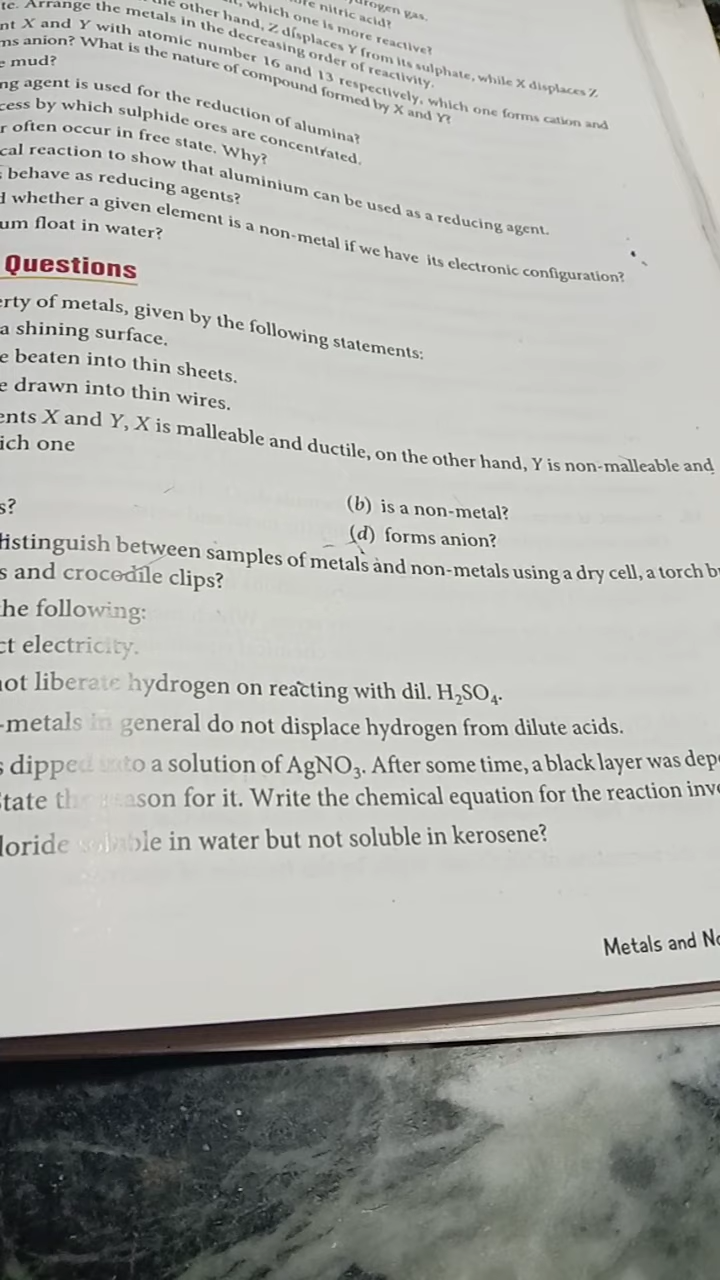 drogen gas.
nitric acid?
, which one is more reactive?
other hand, Z displaces Y from its sulphate, while X displaces Z
te. Arrange the metals in the decreasing order of reactivity.
nt X and Y with atomic number 16 and 13 respectively, which one forms cation and
ms anion? What is the nature of compound formed by X and Y?
e mud?
ng agent is used for the reduction of alumina?
cess by which sulphide ores are concentrated.
r often occur in free state. Why?
cal reaction to show that aluminium can be used as a reducing agent.
behave as reducing agents?
d whether a given element is a non-metal if we have its electronic configuration?
um float in water?
Questions
erty of metals, given by the following statements:
a shining surface.
e beaten into thin sheets.
e drawn into thin wires.
ents X and Y, X is malleable and ductile, on the other hand, Y is non-malleable and
ich one
s? (b) is a non-metal?
(d) forms anion?
distinguish between samples of metals and non-metals using a dry cell, a torch b
s and crocodile clips?
he following:
ct electricity.
not liberate hydrogen on reacting with dil. H₂SO₄.
-metals in general do not displace hydrogen from dilute acids.
s dipped into a solution of AgNO₃. After some time, a black layer was dep
State the reason for it. Write the chemical equation for the reaction inv
loride soluble in water but not soluble in kerosene?
Metals and No